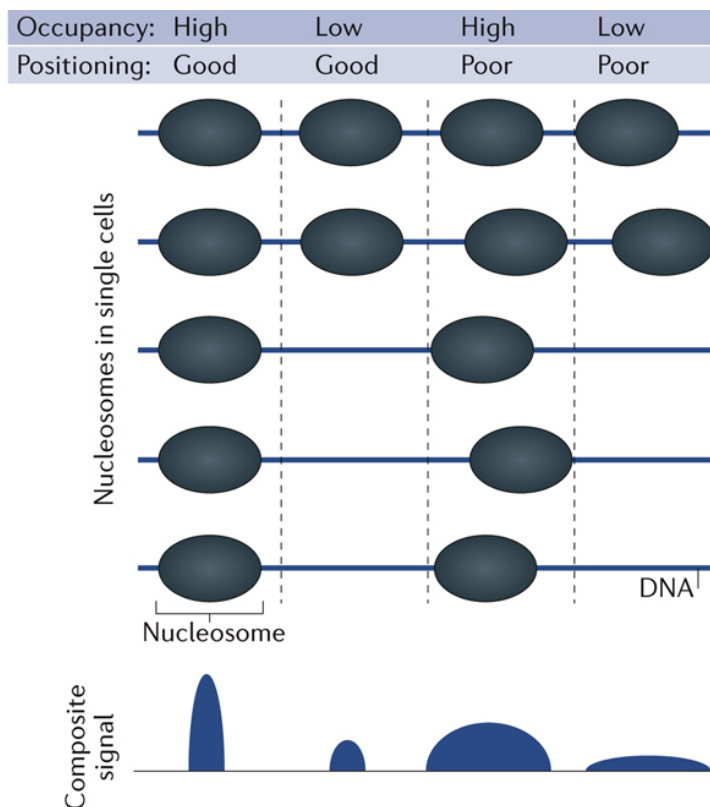 Occupancy: High Low High Low
Positioning: Good Good Poor Poor
Nucleosomes in single cells
DNA
Nucleosome
Composite
signal